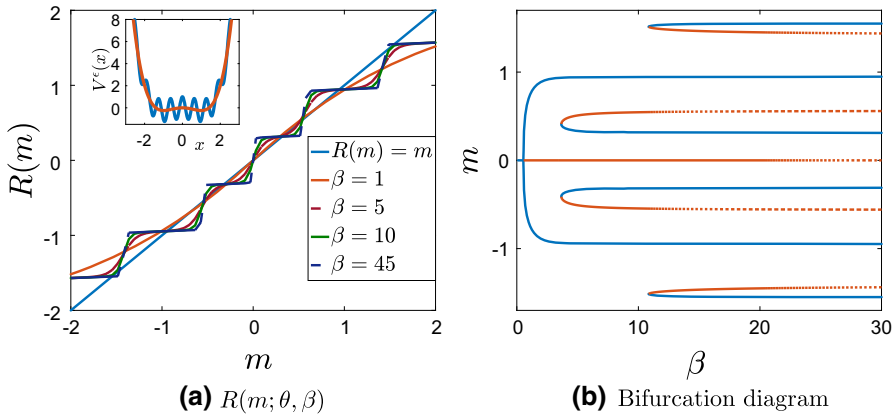 8
6
4
2
0
V^ϵ(x)
-2 0 2
x
2
1
0
-1
-2
R(m)
R(m) = m
β = 1
β = 5
β = 10
β = 45
-2 -1 0 1 2
m
(a) R(m; θ, β)
1
0
-1
m
0 10 20 30
β
(b) Bifurcation diagram